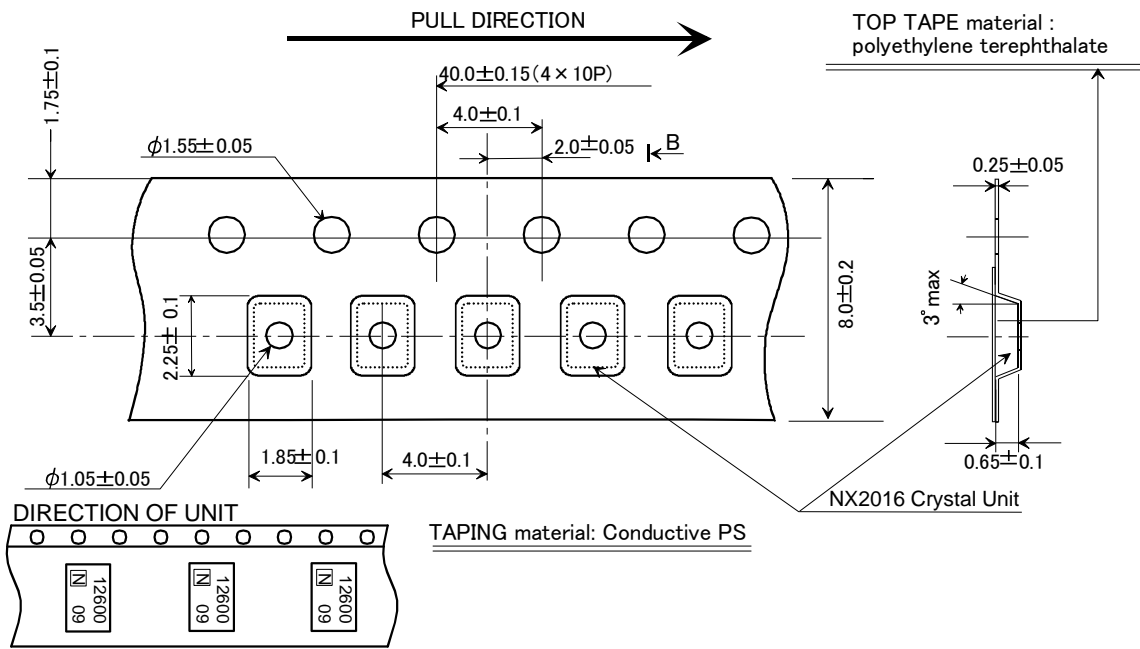 PULL DIRECTION
TOP TAPE material :
polyethylene terephthalate
1.75±0.1
40.0±0.15(4×10P)
4.0±0.1
2.0±0.05
B
φ1.55±0.05
0.25±0.05
3.5±0.05
2.25±0.1
8.0±0.2
3°max
1.85±0.1
4.0±0.1
0.65±0.1
φ1.05±0.05
NX2016 Crystal Unit
DIRECTION OF UNIT
TAPING material: Conductive PS
12600
N 09
12600
N 09
12600
N 09